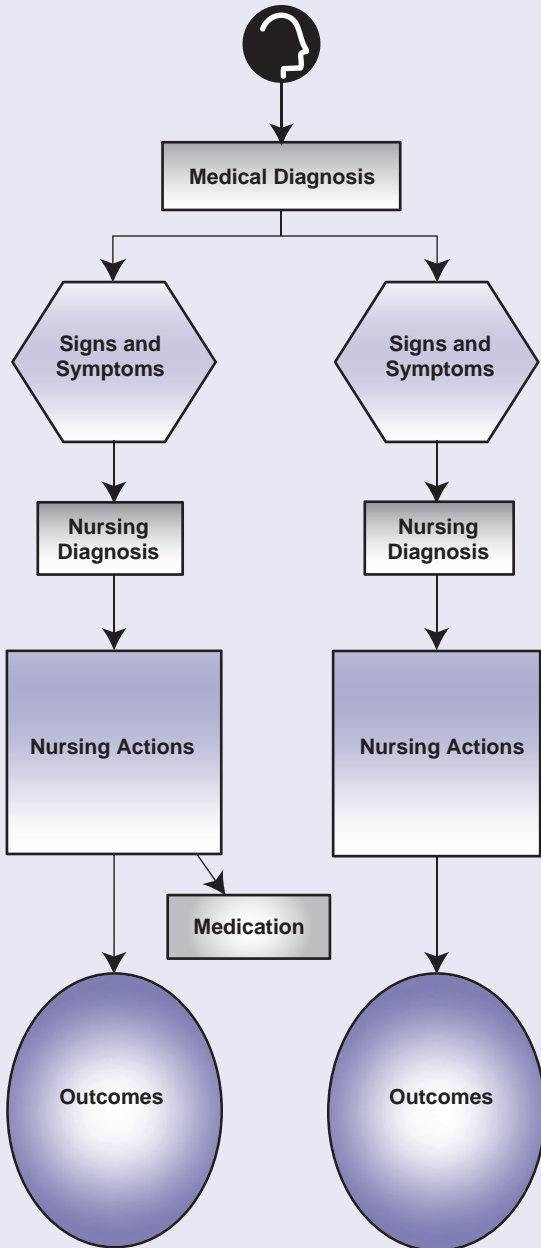 Medical Diagnosis
Signs and
Symptoms
Signs and
Symptoms
Nursing
Diagnosis
Nursing
Diagnosis
Nursing Actions
Nursing Actions
Medication
Outcomes
Outcomes